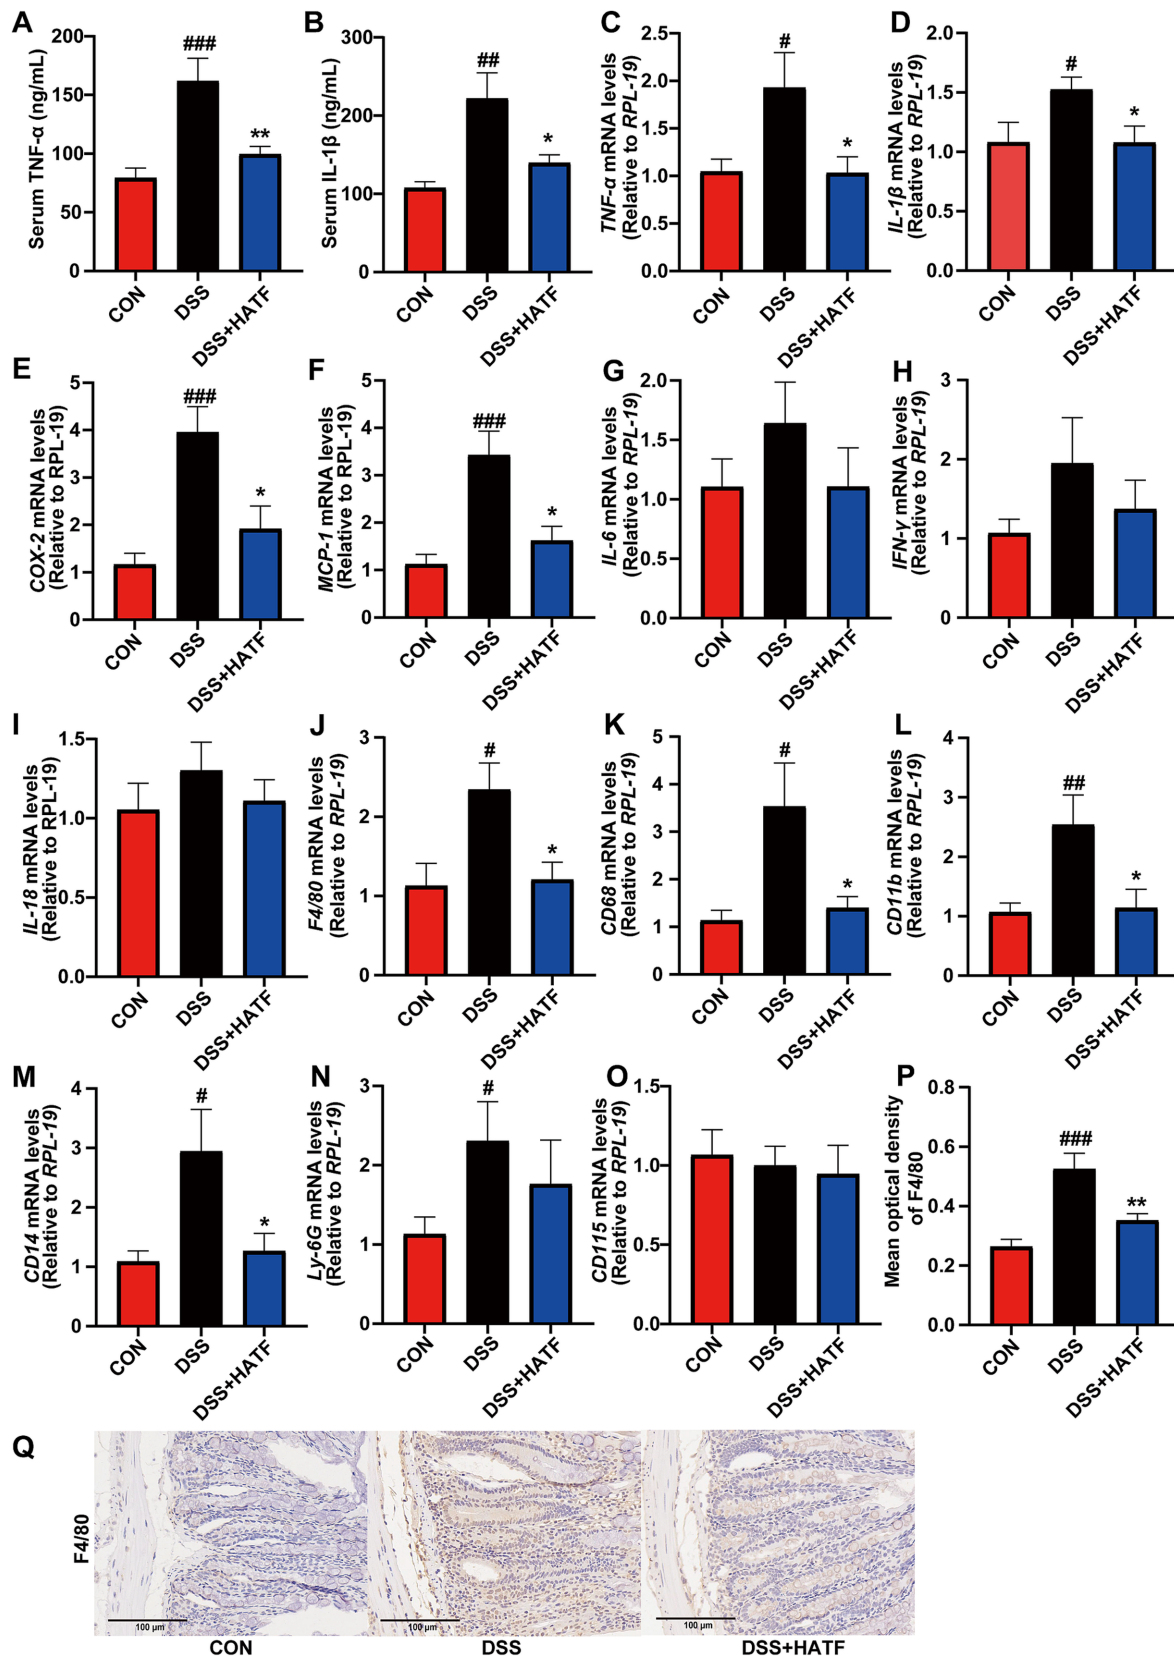 A
Serum TNF-α (ng/mL)
200
150
100
50
0
###
**
CON
DSS
DSS+HATF
B
Serum IL-1β (ng/mL)
300
200
100
0
##
*
CON
DSS
DSS+HATF
C
TNF-α mRNA levels
(Relative to RPL-19)
2.5
2.0
1.5
1.0
0.5
0.0
#
*
CON
DSS
DSS+HATF
D
IL-1β mRNA levels
(Relative to RPL-19)
2.0
1.5
1.0
0.5
0.0
#
*
CON
DSS
DSS+HATF
E
COX-2 mRNA levels
(Relative to RPL-19)
5
4
3
2
1
0
###
*
CON
DSS
DSS+HATF
F
MCP-1 mRNA levels
(Relative to RPL-19)
5
4
3
2
1
0
###
*
CON
DSS
DSS+HATF
G
IL-6 mRNA levels
(Relative to RPL-19)
2.0
1.5
1.0
0.5
0.0
CON
DSS
DSS+HATF
H
IFN-γ mRNA levels
(Relative to RPL-19)
3
2
1
0
CON
DSS
DSS+HATF
I
IL-18 mRNA levels
(Relative to RPL-19)
1.5
1.0
0.5
0.0
CON
DSS
DSS+HATF
J
F4/80 mRNA levels
(Relative to RPL-19)
3
2
1
0
#
*
CON
DSS
DSS+HATF
K
CD68 mRNA levels
(Relative to RPL-19)
5
4
3
2
1
0
#
*
CON
DSS
DSS+HATF
L
CD11b mRNA levels
(Relative to RPL-19)
4
3
2
1
0
##
*
CON
DSS
DSS+HATF
M
CD14 mRNA levels
(Relative to RPL-19)
4
3
2
1
0
#
*
CON
DSS
DSS+HATF
N
Ly-6G mRNA levels
(Relative to RPL-19)
3
2
1
0
#
CON
DSS
DSS+HATF
O
CD115 mRNA levels
(Relative to RPL-19)
1.5
1.0
0.5
0.0
CON
DSS
DSS+HATF
P
Mean optical density
of F4/80
0.8
0.6
0.4
0.2
0.0
###
**
CON
DSS
DSS+HATF
Q
F4/80
100 μm
100 μm
100 μm
CON
DSS
DSS+HATF